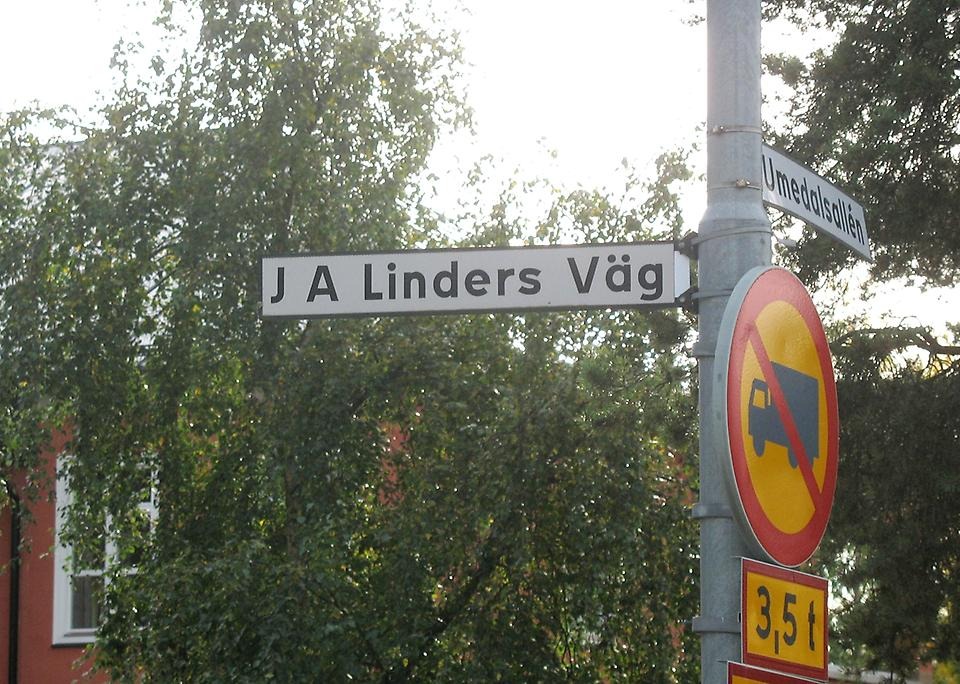 J A Linders Väg
Umedalsallén
3,5 t